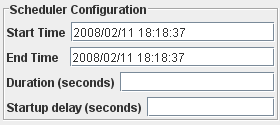 Scheduler Configuration
Start Time 2008/02/11 18:18:37
End Time 2008/02/11 18:18:37
Duration (seconds)
Startup delay (seconds)